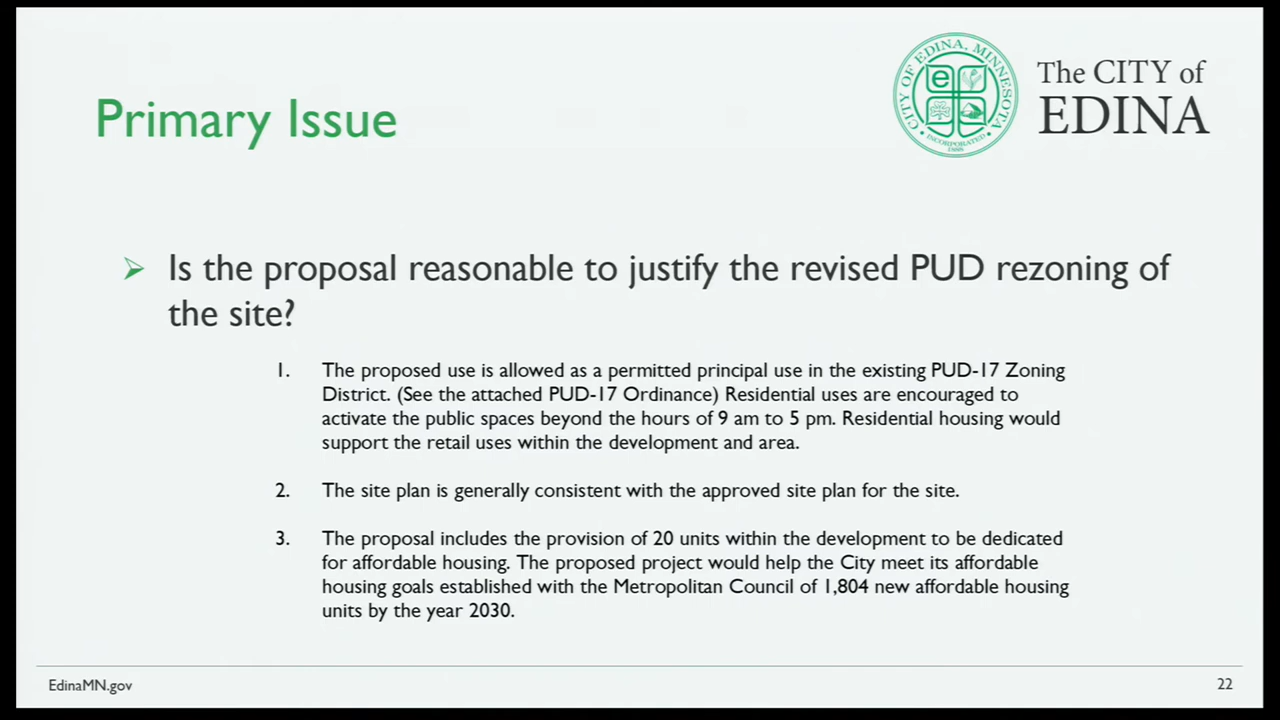 CITY OF EDINA, MINNESOTA
e
INCORPORATED
1888
The CITY of
EDINA
Primary Issue
Is the proposal reasonable to justify the revised PUD rezoning of
the site?
1. The proposed use is allowed as a permitted principal use in the existing PUD-17 Zoning
District. (See the attached PUD-17 Ordinance) Residential uses are encouraged to
activate the public spaces beyond the hours of 9 am to 5 pm. Residential housing would
support the retail uses within the development and area.
2. The site plan is generally consistent with the approved site plan for the site.
3. The proposal includes the provision of 20 units within the development to be dedicated
for affordable housing. The proposed project would help the City meet its affordable
housing goals established with the Metropolitan Council of 1,804 new affordable housing
units by the year 2030.
EdinaMN.gov
22